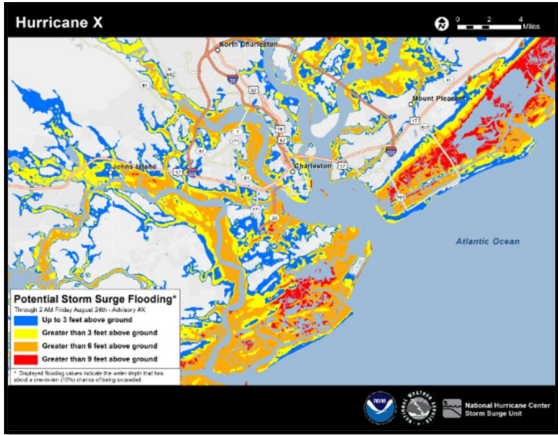 Hurricane X
0 2 4
Miles
North Charleston
Mount Pleasant
Johns Island
Charleston
Atlantic Ocean
Potential Storm Surge Flooding*
Through 2 AM Friday August 24th - Advisory #X
Up to 3 feet above ground
Greater than 3 feet above ground
Greater than 6 feet above ground
Greater than 9 feet above ground
* Displayed flooding values indicate the water depth that has
about a one-in-ten (10%) chance of being exceeded.
NOAA
National Hurricane Center
Storm Surge Unit